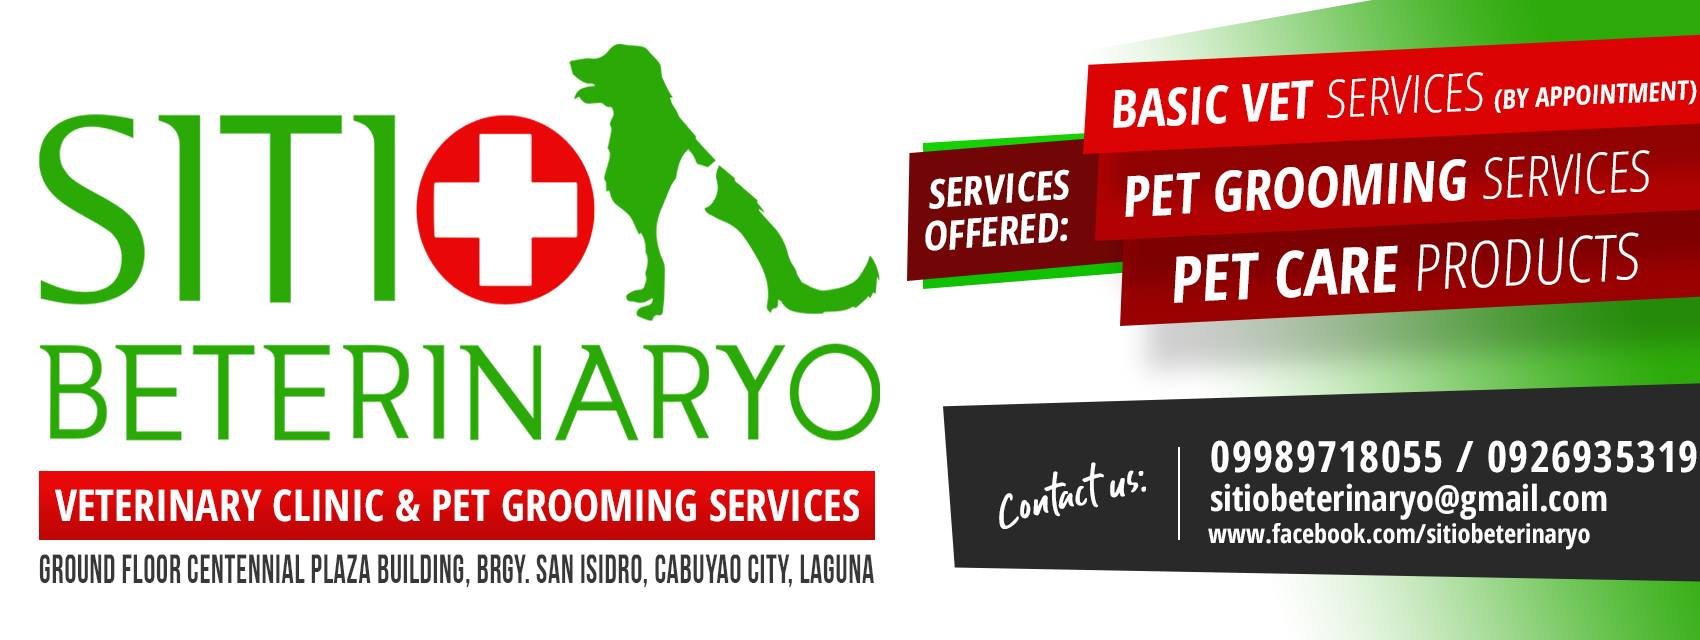 SITIO
BETERINARYO
VETERINARY CLINIC & PET GROOMING SERVICES
GROUND FLOOR CENTENNIAL PLAZA BUILDING, BRGY. SAN ISIDRO, CABUYAO CITY, LAGUNA
SERVICES
OFFERED:
BASIC VET SERVICES (BY APPOINTMENT)
PET GROOMING SERVICES
PET CARE PRODUCTS
Contact us:
09989718055 / 0926935319
sitiobeterinaryo@gmail.com
www.facebook.com/sitiobeterinaryo